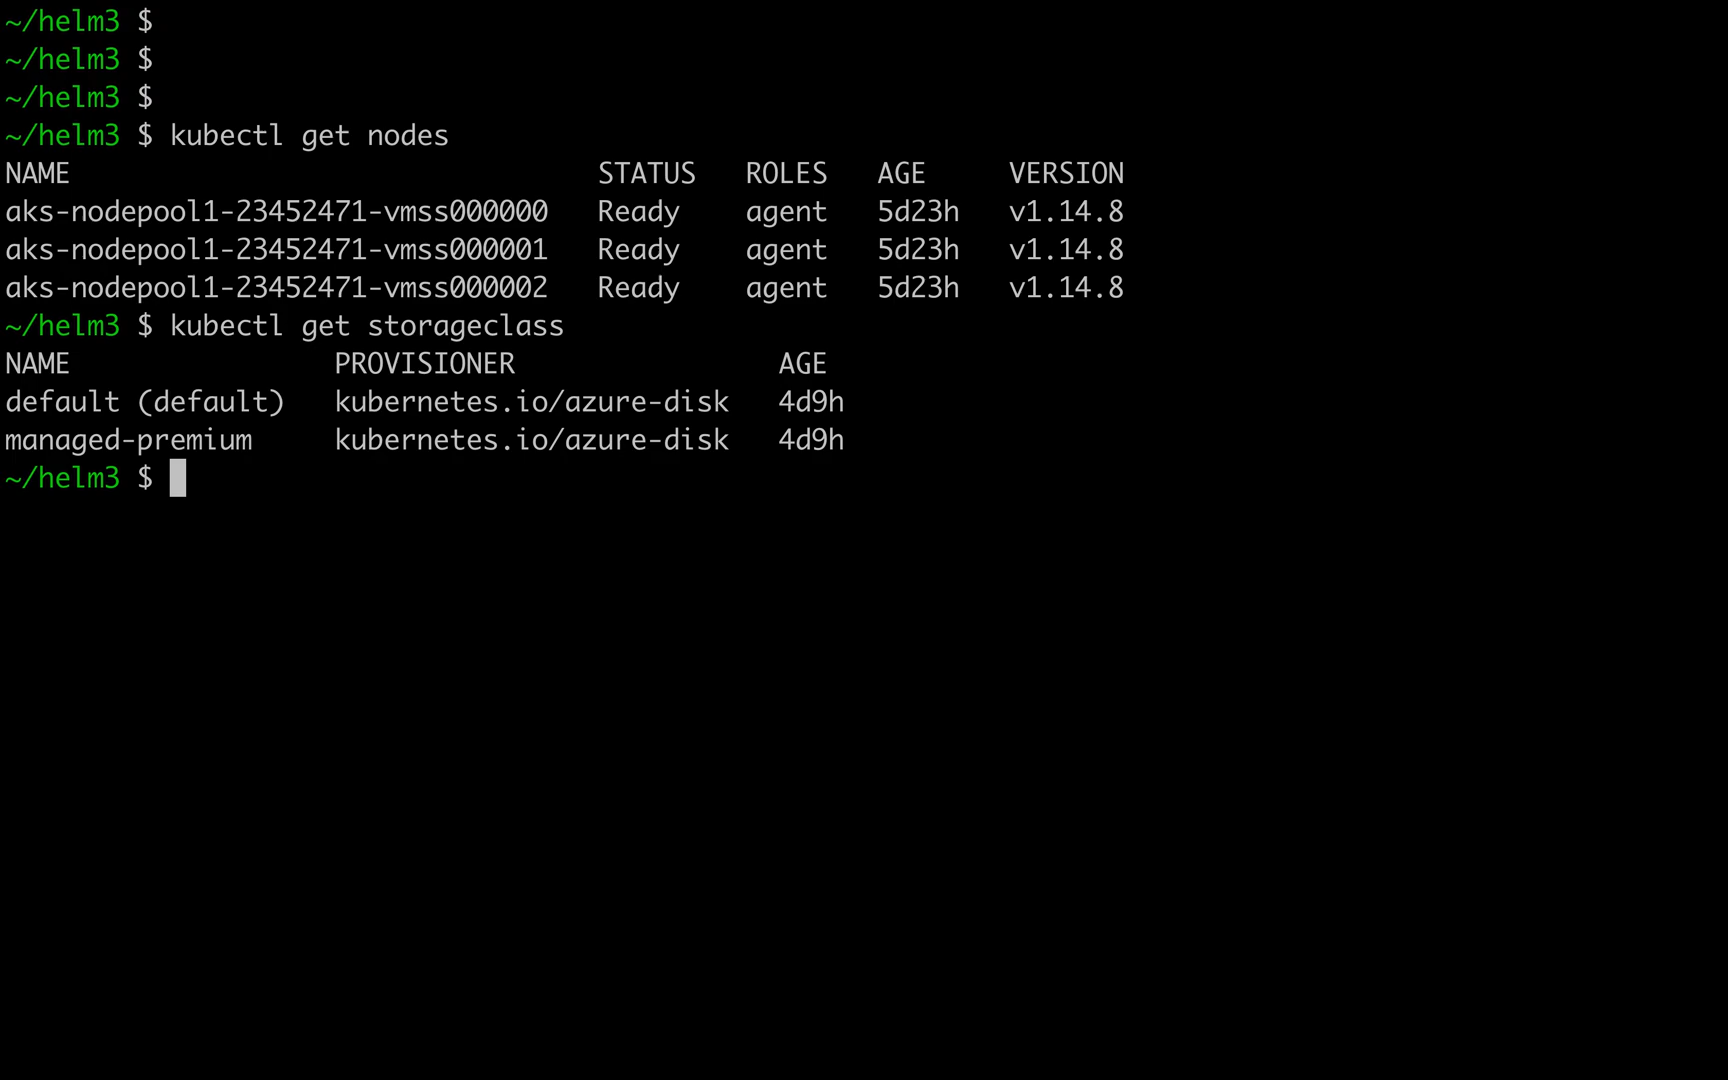 ~/helm3 $
~/helm3 $
~/helm3 $
~/helm3 $ kubectl get nodes
NAME                                STATUS   ROLES   AGE     VERSION
aks-nodepool1-23452471-vmss000000   Ready    agent   5d23h   v1.14.8
aks-nodepool1-23452471-vmss000001   Ready    agent   5d23h   v1.14.8
aks-nodepool1-23452471-vmss000002   Ready    agent   5d23h   v1.14.8
~/helm3 $ kubectl get storageclass
NAME                PROVISIONER                AGE
default (default)   kubernetes.io/azure-disk   4d9h
managed-premium     kubernetes.io/azure-disk   4d9h
~/helm3 $